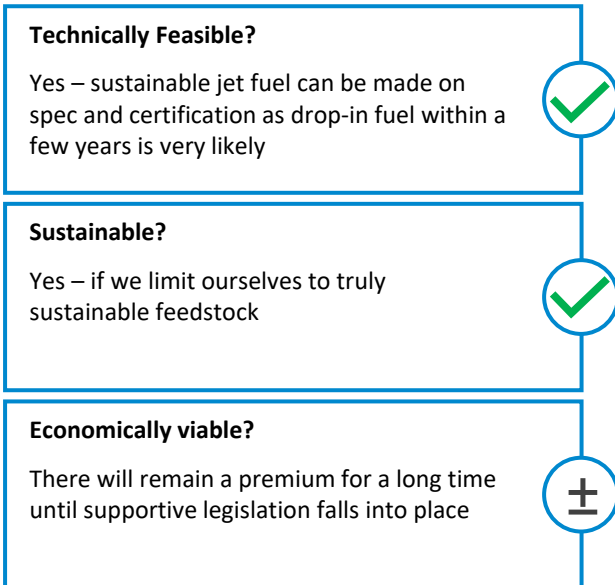 Technically Feasible?
Yes – sustainable jet fuel can be made on
spec and certification as drop-in fuel within a
few years is very likely
Sustainable?
Yes – if we limit ourselves to truly
sustainable feedstock
Economically viable?
There will remain a premium for a long time
until supportive legislation falls into place
±